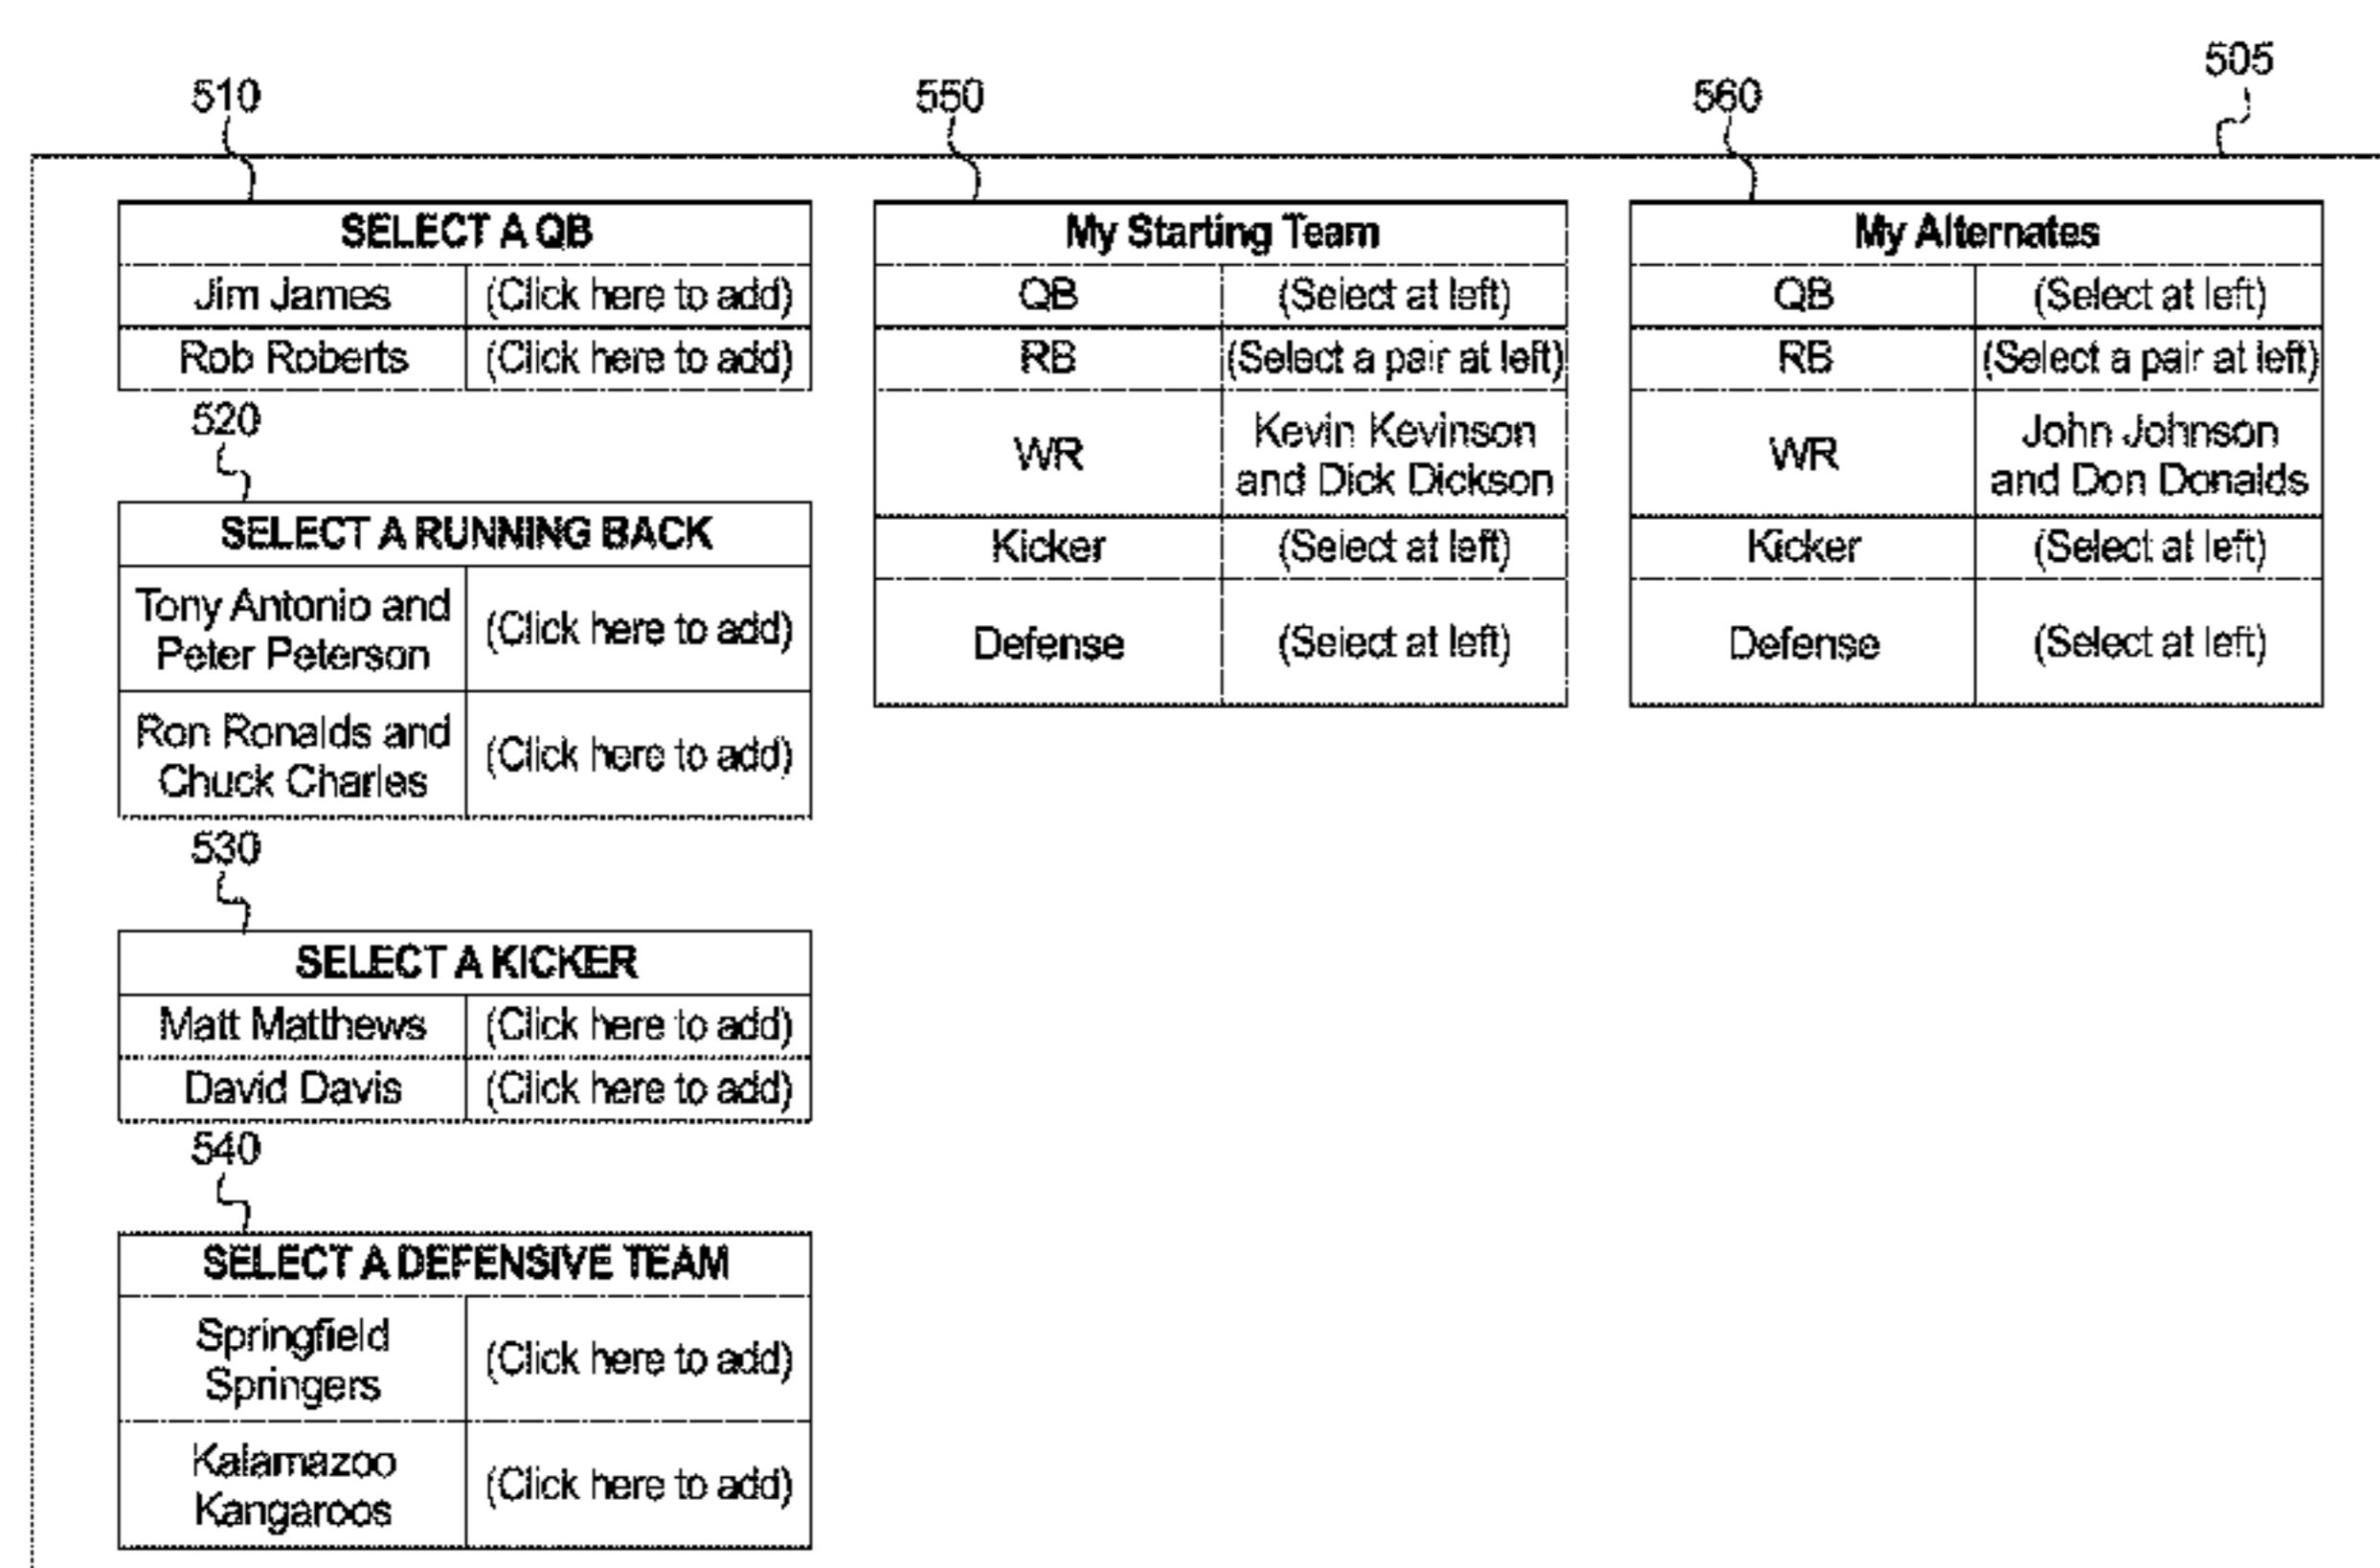 505
510
550
560
SELECT A QB
Jim James (Click here to add)
Rob Roberts (Click here to add)
520
SELECT A RUNNING BACK
Tony Antonio and
Peter Peterson
(Click here to add)
Ron Ronalds and
Chuck Charles
(Click here to add)
530
SELECT A KICKER
Matt Matthews (Click here to add)
David Davis (Click here to add)
540
SELECT A DEFENSIVE TEAM
Springfield
Springers
(Click here to add)
Kalamazoo
Kangaroos
(Click here to add)
My Starting Team
QB (Select at left)
RB (Select a pair at left)
WR
Kevin Kevinson
and Dick Dickson
Kicker (Select at left)
Defense (Select at left)
My Alternates
QB (Select at left)
RB (Select a pair at left)
WR
John Johnson
and Don Donalds
Kicker (Select at left)
Defense (Select at left)